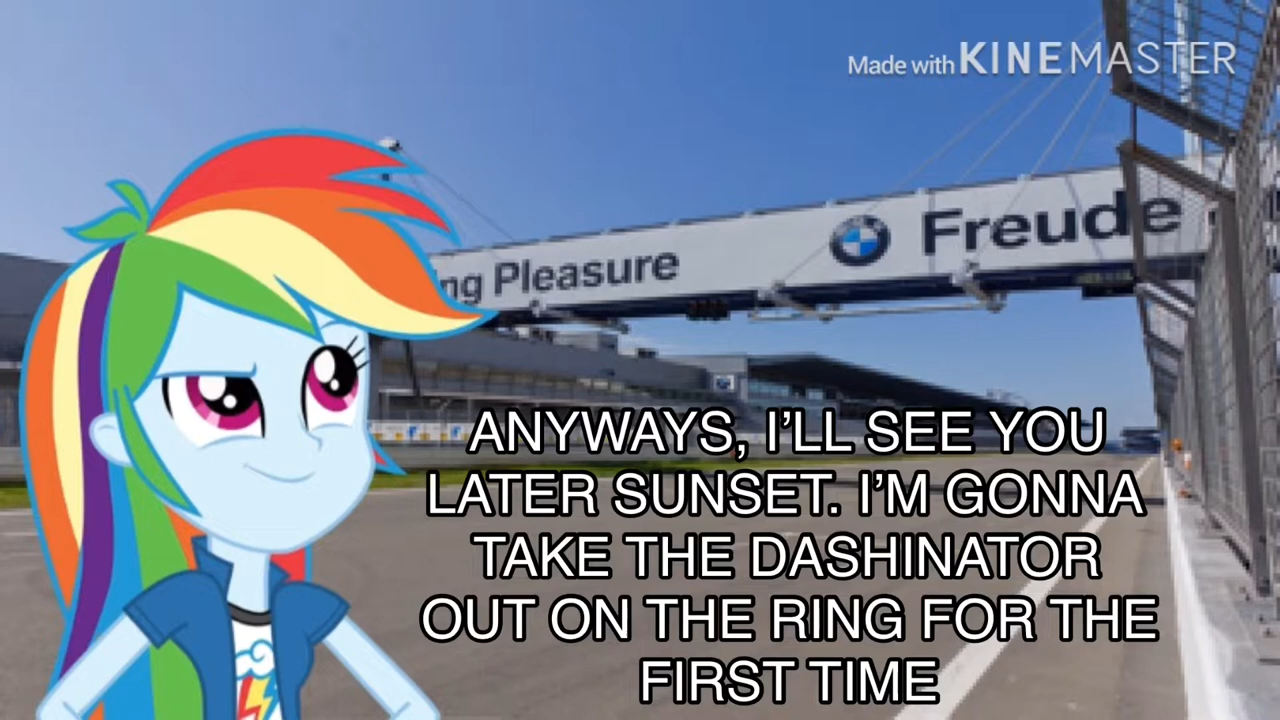 Made with KINEMASTER
Freude
ng Pleasure
ANYWAYS, I'LL SEE YOU
LATER SUNSET. I'M GONNA
TAKE THE DASHINATOR
OUT ON THE RING FOR THE
FIRST TIME